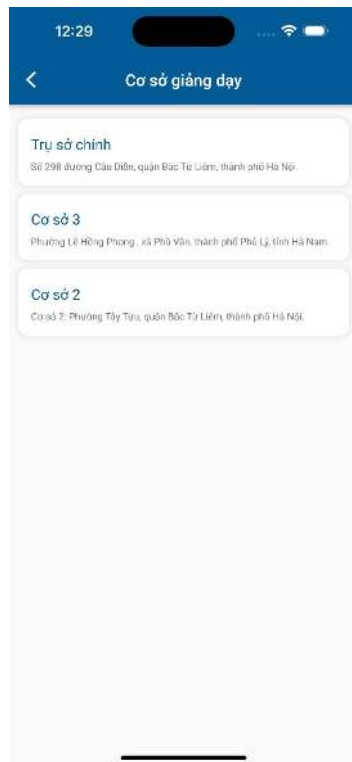 12:29
Cơ sở giảng dạy
Trụ sở chính
Số 298 đường Cầu Diễn, quận Bắc Từ Liêm, thành phố Hà Nội.
Cơ sở 3
Phường Lê Hồng Phong , xã Phù Vân, thành phố Phủ Lý, tỉnh Hà Nam.
Cơ sở 2
Cơ sở 2: Phường Tây Tựu, quận Bắc Từ Liêm, thành phố Hà Nội.